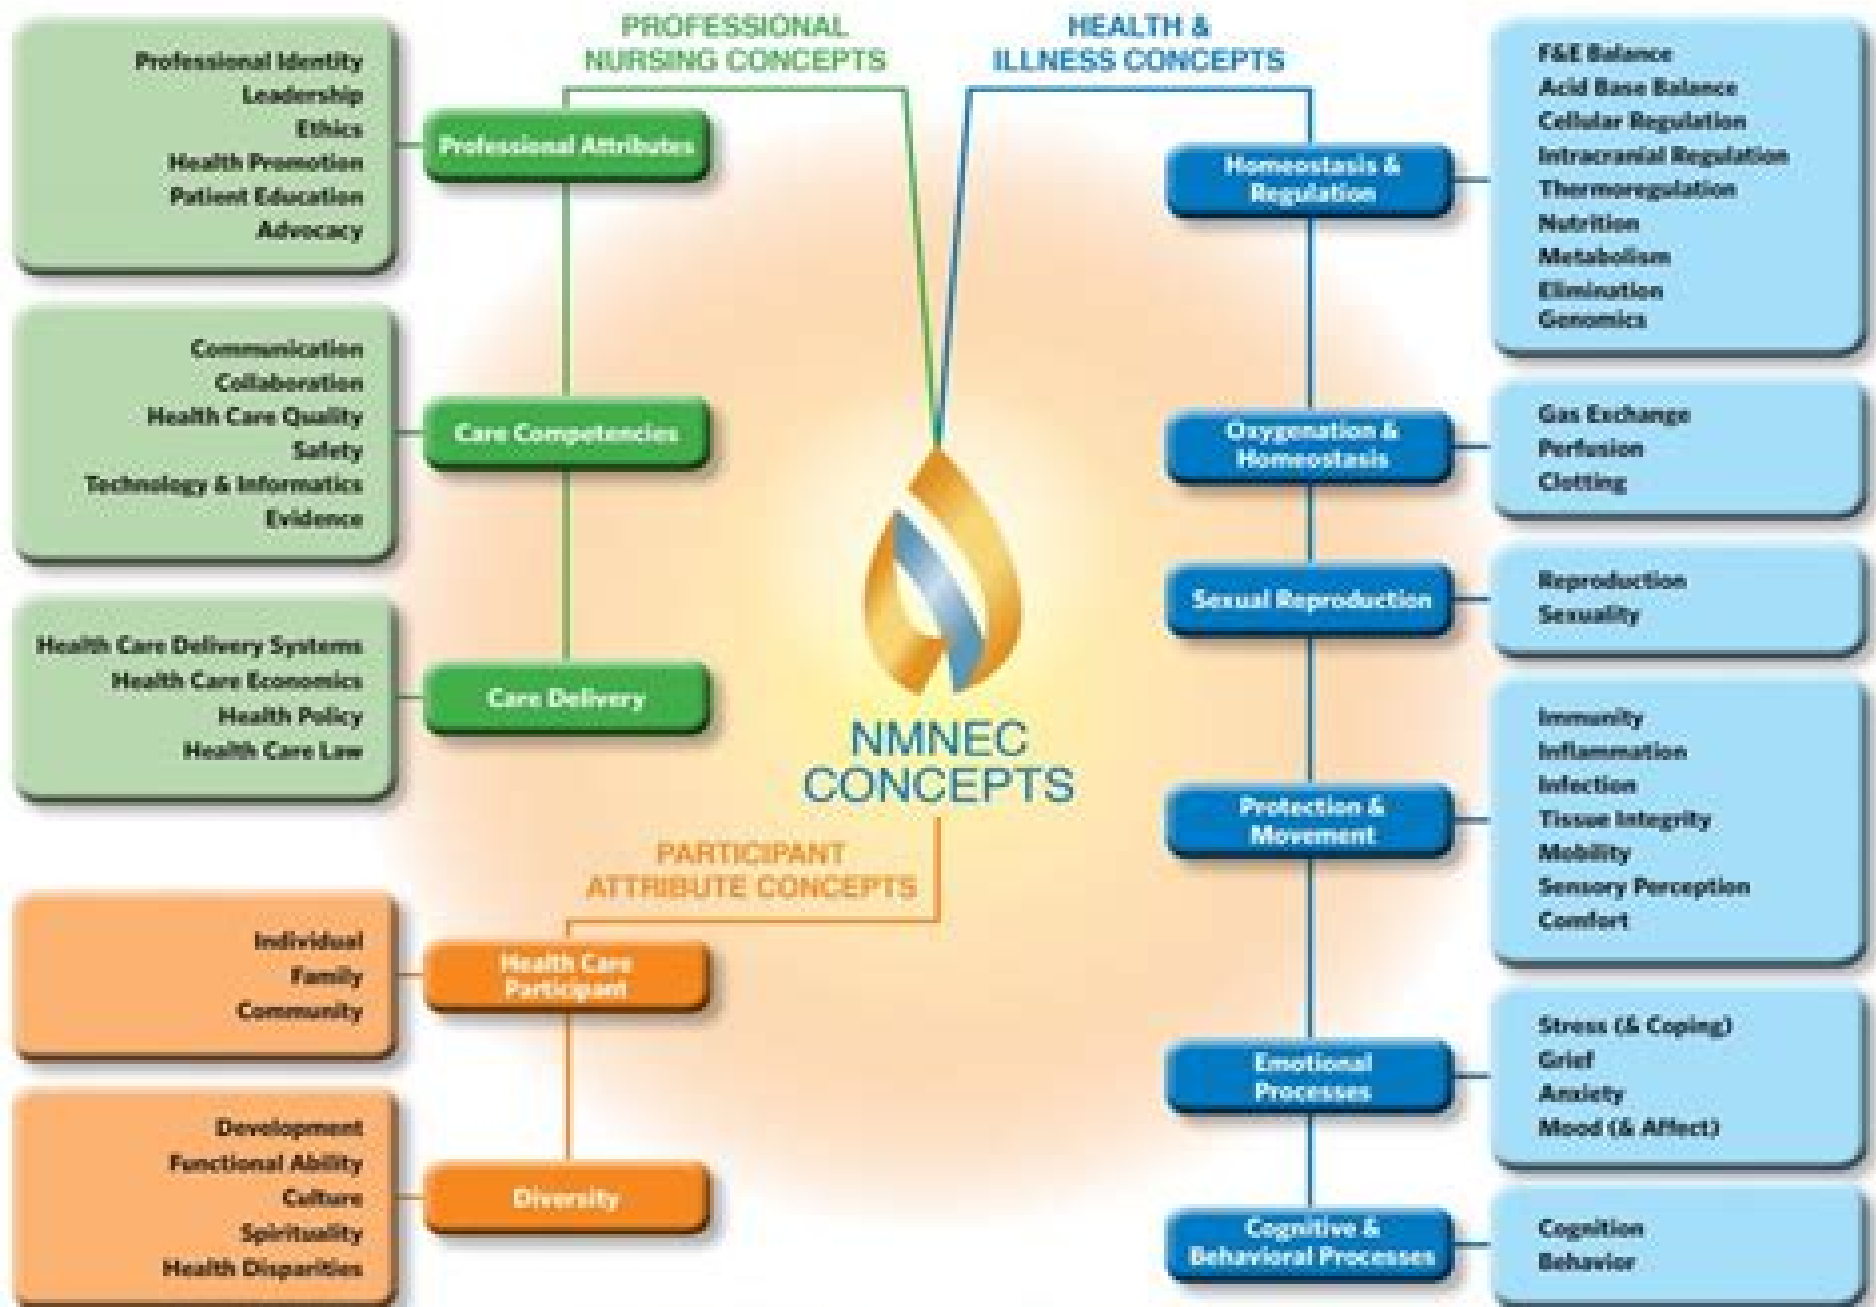 PROFESSIONAL
NURSING CONCEPTS
Professional Attributes
Professional Identity
Leadership
Ethics
Health Promotion
Patient Education
Advocacy
Care Competencies
Communication
Collaboration
Health Care Quality
Safety
Technology & Informatics
Evidence
Care Delivery
Health Care Delivery Systems
Health Care Economics
Health Policy
Health Care Law
HEALTH &
ILLNESS CONCEPTS
Homeostasis &
Regulation
F&E Balance
Acid Base Balance
Cellular Regulation
Intracranial Regulation
Thermoregulation
Nutrition
Metabolism
Elimination
Genomics
Oxygenation &
Homeostasis
Gas Exchange
Perfusion
Clotting
Sexual Reproduction
Reproduction
Sexuality
Protection &
Movement
Immunity
Inflammation
Infection
Tissue Integrity
Mobility
Sensory Perception
Comfort
Emotional
Processes
Stress (& Coping)
Grief
Anxiety
Mood (& Affect)
Cognitive &
Behavioral Processes
Cognition
Behavior
NMNEC
CONCEPTS
PARTICIPANT
ATTRIBUTE CONCEPTS
Health Care
Participant
Individual
Family
Community
Diversity
Development
Functional Ability
Culture
Spirituality
Health Disparities